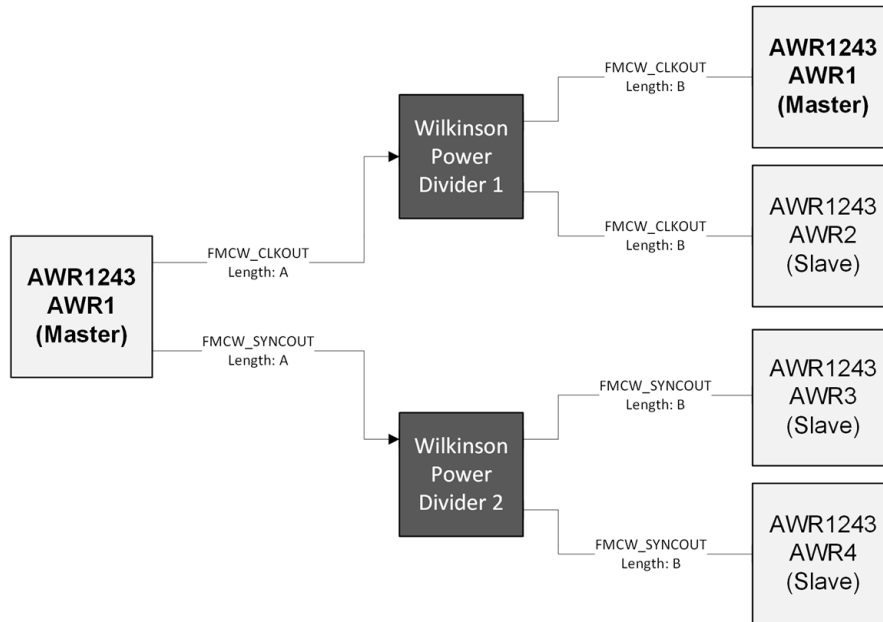 AWR1243
AWR1
(Master)
FMCW_CLKOUT
Length: A
FMCW_SYNCOUT
Length: A
Wilkinson
Power
Divider 1
Wilkinson
Power
Divider 2
FMCW_CLKOUT
Length: B
FMCW_CLKOUT
Length: B
FMCW_SYNCOUT
Length: B
FMCW_SYNCOUT
Length: B
AWR1243
AWR1
(Master)
AWR1243
AWR2
(Slave)
AWR1243
AWR3
(Slave)
AWR1243
AWR4
(Slave)